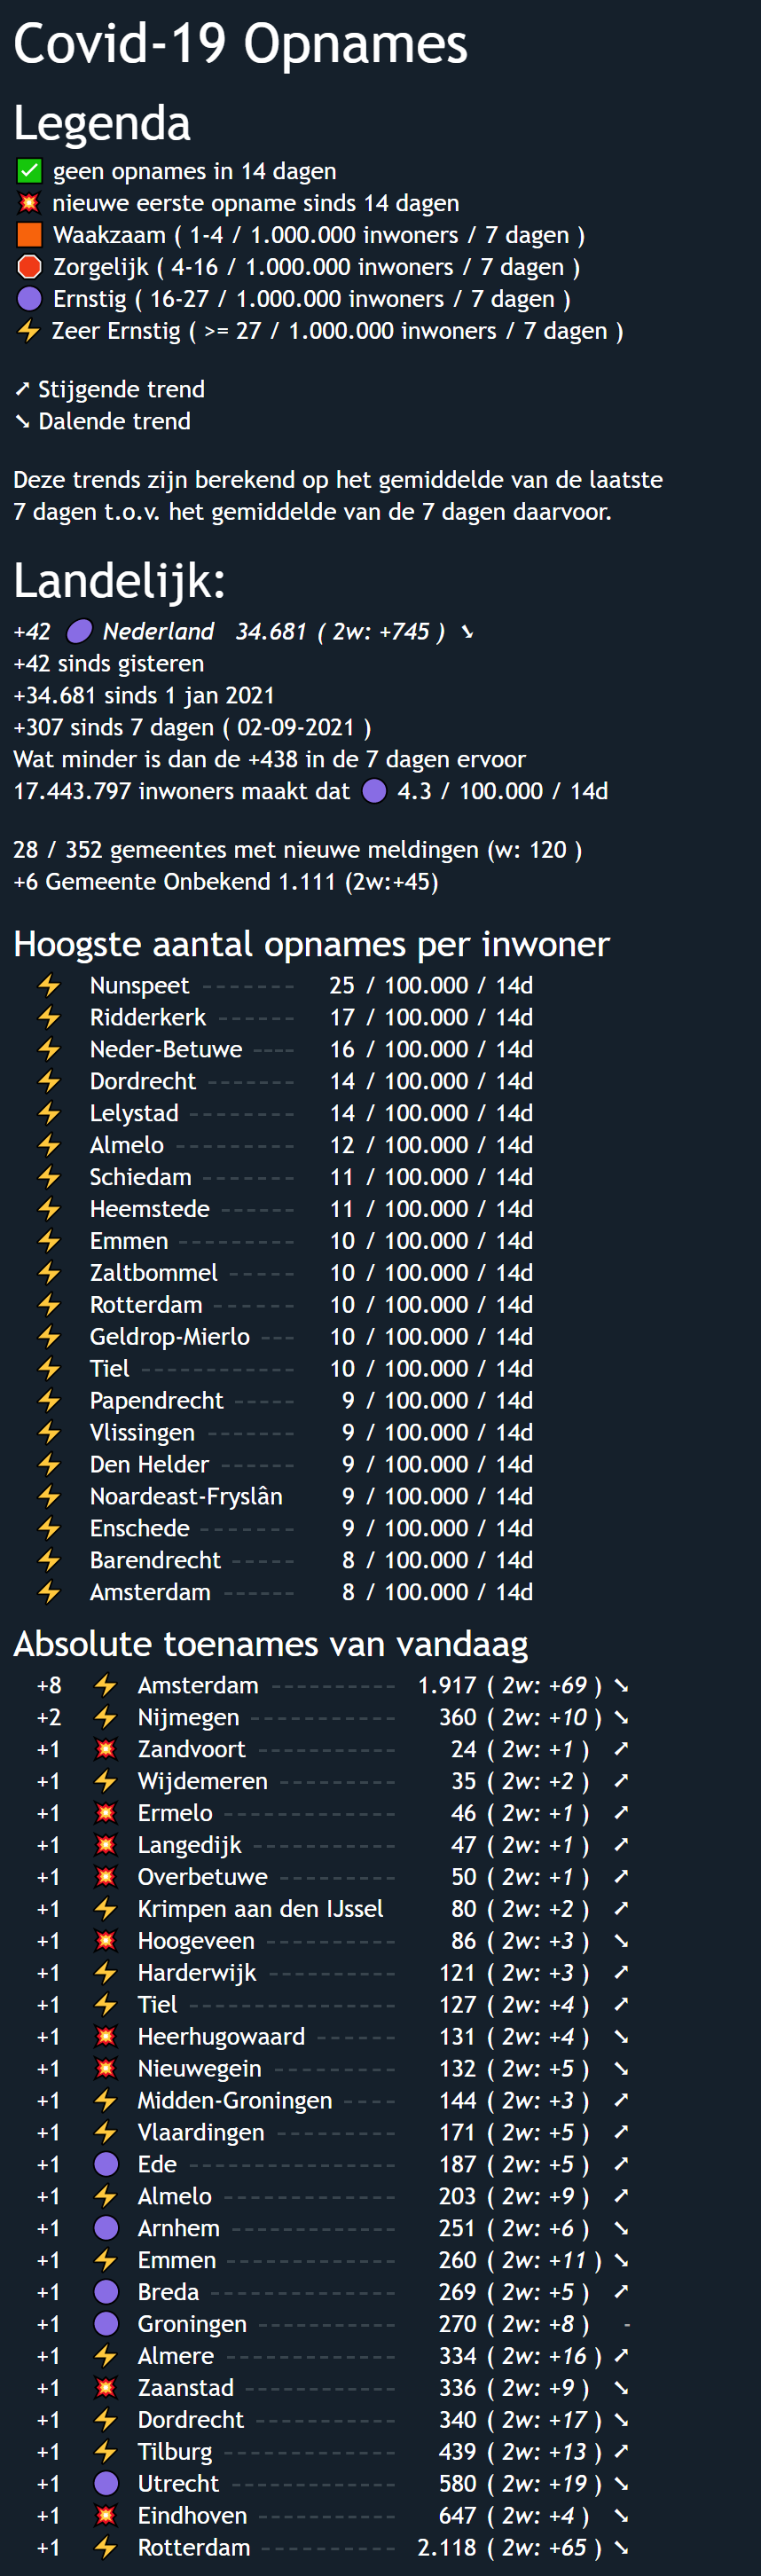 Covid-19 Opnames
Legenda
✅ geen opnames in 14 dagen
💥 nieuwe eerste opname sinds 14 dagen
🟧 Waakzaam ( 1-4 / 1.000.000 inwoners / 7 dagen )
🛑 Zorgelijk ( 4-16 / 1.000.000 inwoners / 7 dagen )
🟣 Ernstig ( 16-27 / 1.000.000 inwoners / 7 dagen )
⚡ Zeer Ernstig ( >= 27 / 1.000.000 inwoners / 7 dagen )
➚ Stijgende trend
➘ Dalende trend
Deze trends zijn berekend op het gemiddelde van de laatste
7 dagen t.o.v. het gemiddelde van de 7 dagen daarvoor.
Landelijk:
+42 🟣 Nederland 34.681 ( 2w: +745 ) ➘
+42 sinds gisteren
+34.681 sinds 1 jan 2021
+307 sinds 7 dagen ( 02-09-2021 )
Wat minder is dan de +438 in de 7 dagen ervoor
17.443.797 inwoners maakt dat 🟣 4.3 / 100.000 / 14d
28 / 352 gemeentes met nieuwe meldingen (w: 120 )
+6 Gemeente Onbekend 1.111 (2w:+45)
Hoogste aantal opnames per inwoner
⚡ Nunspeet ------- 25 / 100.000 / 14d
⚡ Ridderkerk ------ 17 / 100.000 / 14d
⚡ Neder-Betuwe ---- 16 / 100.000 / 14d
⚡ Dordrecht ------- 14 / 100.000 / 14d
⚡ Lelystad -------- 14 / 100.000 / 14d
⚡ Almelo --------- 12 / 100.000 / 14d
⚡ Schiedam ------- 11 / 100.000 / 14d
⚡ Heemstede ------ 11 / 100.000 / 14d
⚡ Emmen --------- 10 / 100.000 / 14d
⚡ Zaltbommel ----- 10 / 100.000 / 14d
⚡ Rotterdam ------ 10 / 100.000 / 14d
⚡ Geldrop-Mierlo --- 10 / 100.000 / 14d
⚡ Tiel ------------ 10 / 100.000 / 14d
⚡ Papendrecht ----- 9 / 100.000 / 14d
⚡ Vlissingen ------- 9 / 100.000 / 14d
⚡ Den Helder ------ 9 / 100.000 / 14d
⚡ Noardeast-Fryslân 9 / 100.000 / 14d
⚡ Enschede ------- 9 / 100.000 / 14d
⚡ Barendrecht ----- 8 / 100.000 / 14d
⚡ Amsterdam ------ 8 / 100.000 / 14d
Absolute toenames van vandaag
+8 ⚡ Amsterdam ---------- 1.917 ( 2w: +69 ) ➘
+2 ⚡ Nijmegen ----------- 360 ( 2w: +10 ) ➘
+1 💥 Zandvoort ----------- 24 ( 2w: +1 ) ➚
+1 ⚡ Wijdemeren --------- 35 ( 2w: +2 ) ➚
+1 💥 Ermelo ------------- 46 ( 2w: +1 ) ➚
+1 💥 Langedijk ----------- 47 ( 2w: +1 ) ➚
+1 💥 Overbetuwe --------- 50 ( 2w: +1 ) ➚
+1 ⚡ Krimpen aan den IJssel 80 ( 2w: +2 ) ➚
+1 💥 Hoogeveen ---------- 86 ( 2w: +3 ) ➘
+1 ⚡ Harderwijk ---------- 121 ( 2w: +3 ) ➚
+1 ⚡ Tiel ---------------- 127 ( 2w: +4 ) ➚
+1 💥 Heerhugowaard ------ 131 ( 2w: +4 ) ➘
+1 💥 Nieuwegein --------- 132 ( 2w: +5 ) ➘
+1 ⚡ Midden-Groningen ---- 144 ( 2w: +3 ) ➚
+1 ⚡ Vlaardingen --------- 171 ( 2w: +5 ) ➚
+1 🟣 Ede ---------------- 187 ( 2w: +5 ) ➚
+1 ⚡ Almelo ------------- 203 ( 2w: +9 ) ➚
+1 🟣 Arnhem ------------ 251 ( 2w: +6 ) ➘
+1 ⚡ Emmen ------------- 260 ( 2w: +11 ) ➘
+1 🟣 Breda -------------- 269 ( 2w: +5 ) ➚
+1 🟣 Groningen ---------- 270 ( 2w: +8 ) -
+1 ⚡ Almere ------------- 334 ( 2w: +16 ) ➚
+1 💥 Zaanstad ----------- 336 ( 2w: +9 ) ➘
+1 ⚡ Dordrecht ----------- 340 ( 2w: +17 ) ➘
+1 ⚡ Tilburg ------------- 439 ( 2w: +13 ) ➚
+1 🟣 Utrecht ------------ 580 ( 2w: +19 ) ➘
+1 💥 Eindhoven ---------- 647 ( 2w: +4 ) ➘
+1 ⚡ Rotterdam ---------- 2.118 ( 2w: +65 ) ➘